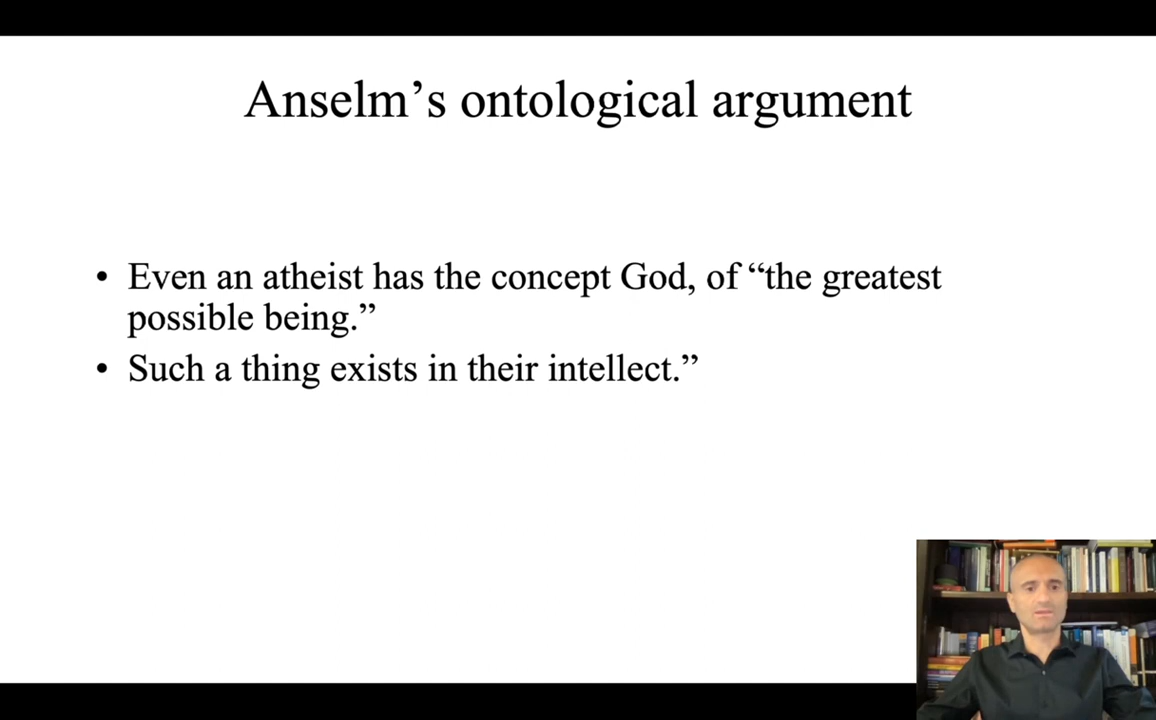 Anselm’s ontological argument
• Even an atheist has the concept God, of “the greatest
possible being.”
• Such a thing exists in their intellect.”